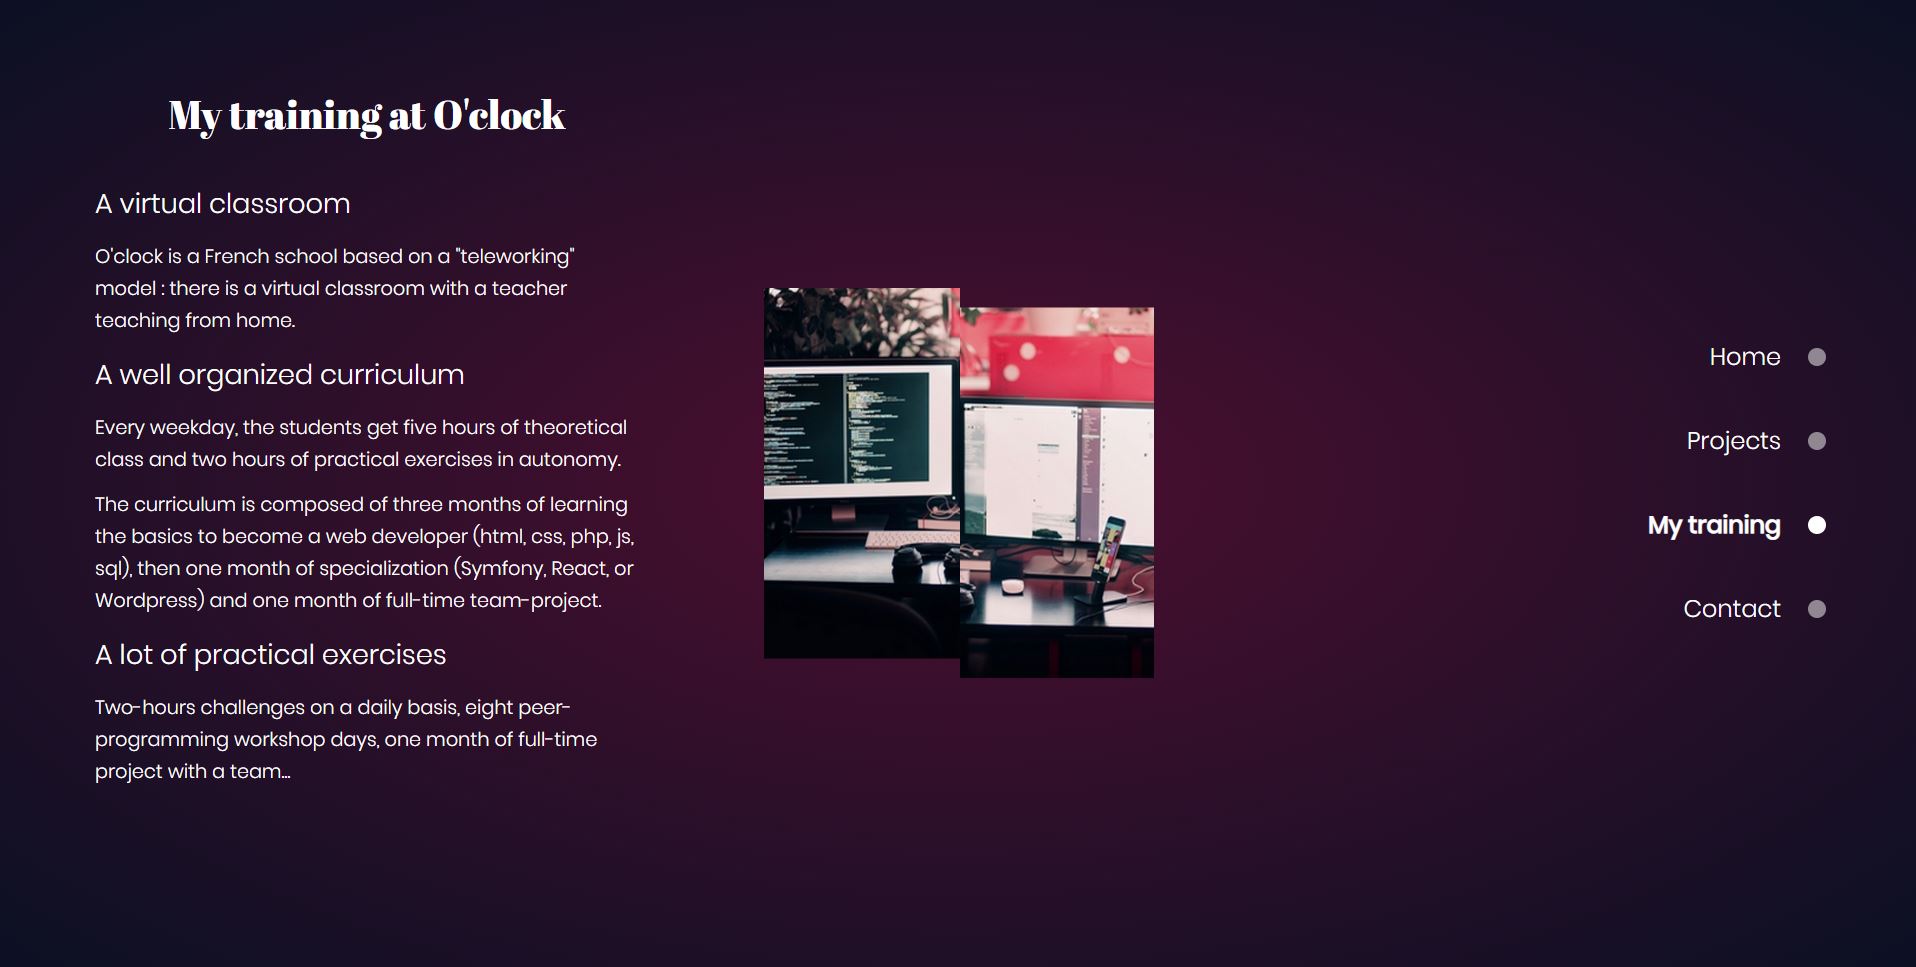 My training at O'clock
A virtual classroom
O'clock is a French school based on a "teleworking"
model : there is a virtual classroom with a teacher
teaching from home.
A well organized curriculum
Every weekday, the students get five hours of theoretical
class and two hours of practical exercises in autonomy.
The curriculum is composed of three months of learning
the basics to become a web developer (html, css, php, js,
sql), then one month of specialization (Symfony, React, or
Wordpress) and one month of full-time team-project.
A lot of practical exercises
Two-hours challenges on a daily basis, eight peer-
programming workshop days, one month of full-time
project with a team...
Home
Projects
My training
Contact